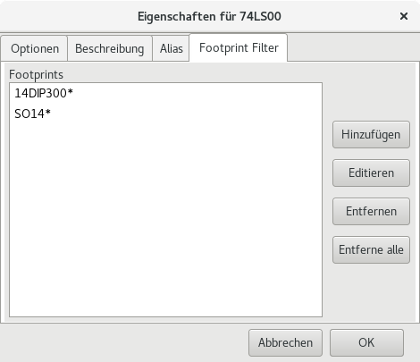 Eigenschaften für 74LS00
Optionen Beschreibung Alias Footprint Filter
Footprints
14DIP300*
SO14*
Hinzufügen
Editieren
Entfernen
Entferne alle
Abbrechen OK